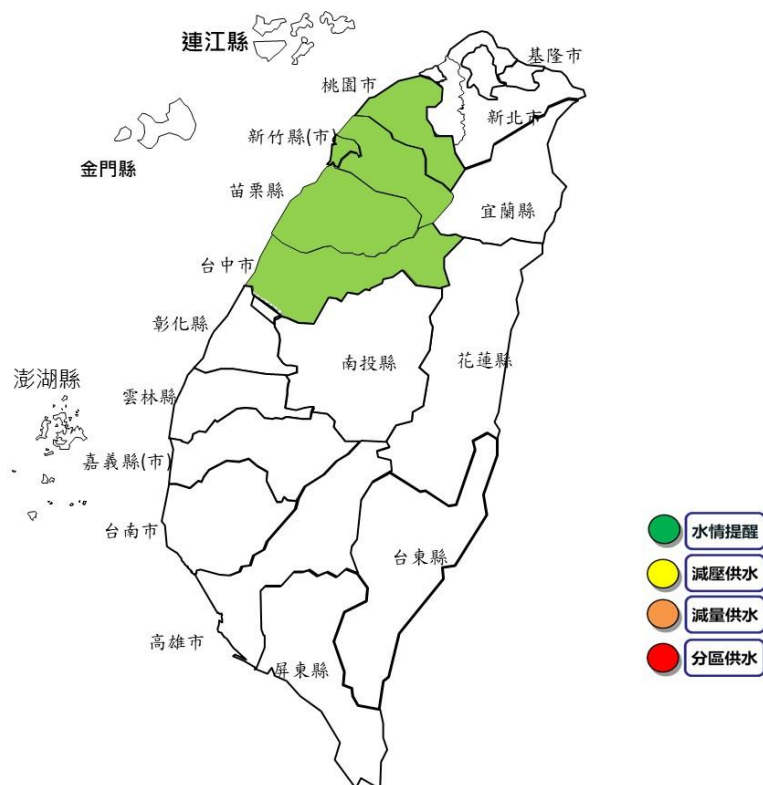 連江縣
基隆市
桃園市
新北市
新竹縣(市)
金門縣
苗栗縣
宜蘭縣
台中市
彰化縣
南投縣
花蓮縣
澎湖縣
雲林縣
嘉義縣(市)
台南市
水情提醒
台東縣
減壓供水
減量供水
高雄市
分區供水
屏東縣